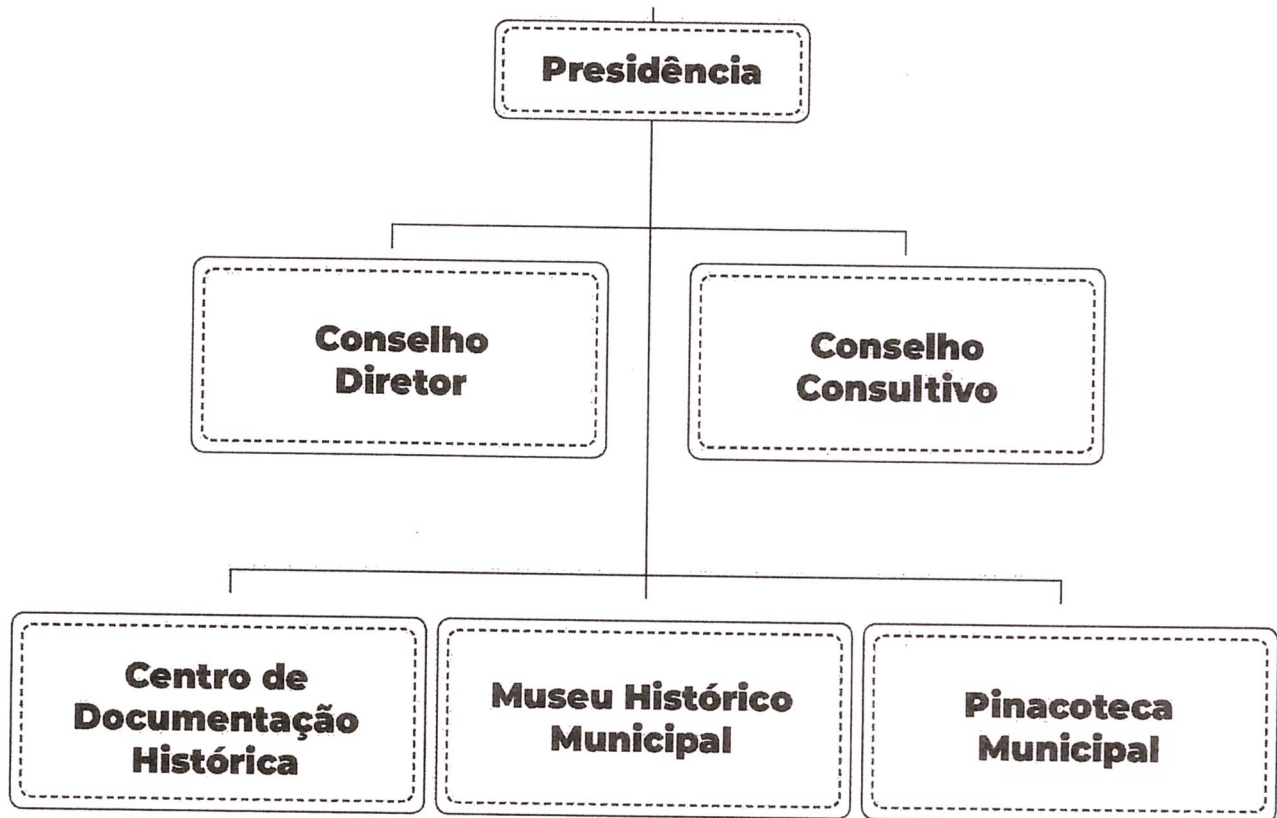 Presidência
Conselho
Diretor
Conselho
Consultivo
Centro de
Documentação
Histórica
Museu Histórico
Municipal
Pinacoteca
Municipal